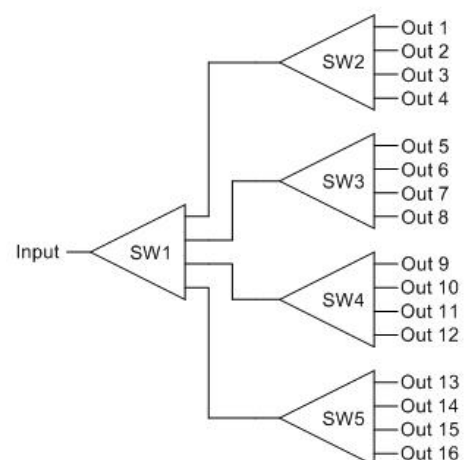 Out 1
Out 2
SW2
Out 3
Out 4
Out 5
Out 6
SW3
Out 7
Out 8
Input
SW1
Out 9
Out 10
SW4
Out 11
Out 12
Out 13
Out 14
SW5
Out 15
Out 16